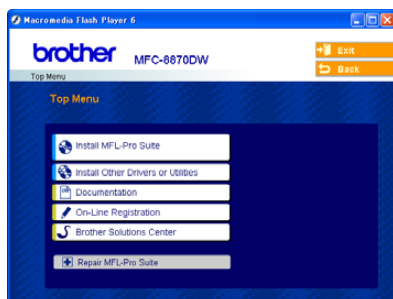 Macromedia Flash Player 6
brother MFC-8870DW
Exit
Back
Top Menu
Top Menu
Install MFL-Pro Suite
Install Other Drivers or Utilities
Documentation
On-Line Registration
Brother Solutions Center
Repair MFL-Pro Suite